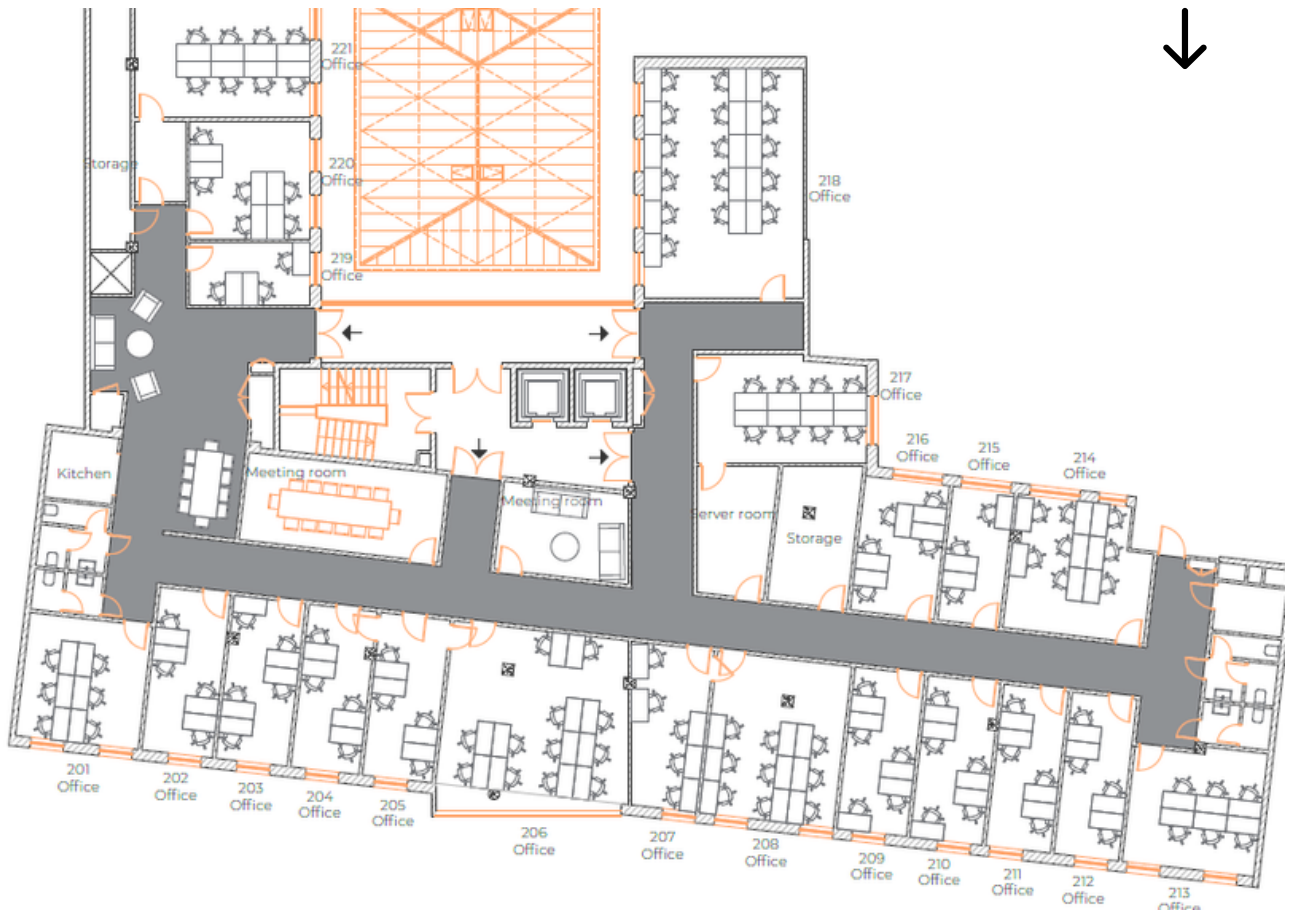 221
Office
Storage
220
Office
218
Office
219
Office
217
Office
216
Office
215
Office
214
Office
Kitchen
Meeting room
Meeting room
Server room
Storage
201
Office
202
Office
203
Office
204
Office
205
Office
206
Office
207
Office
208
Office
209
Office
210
Office
211
Office
212
Office
213
Office